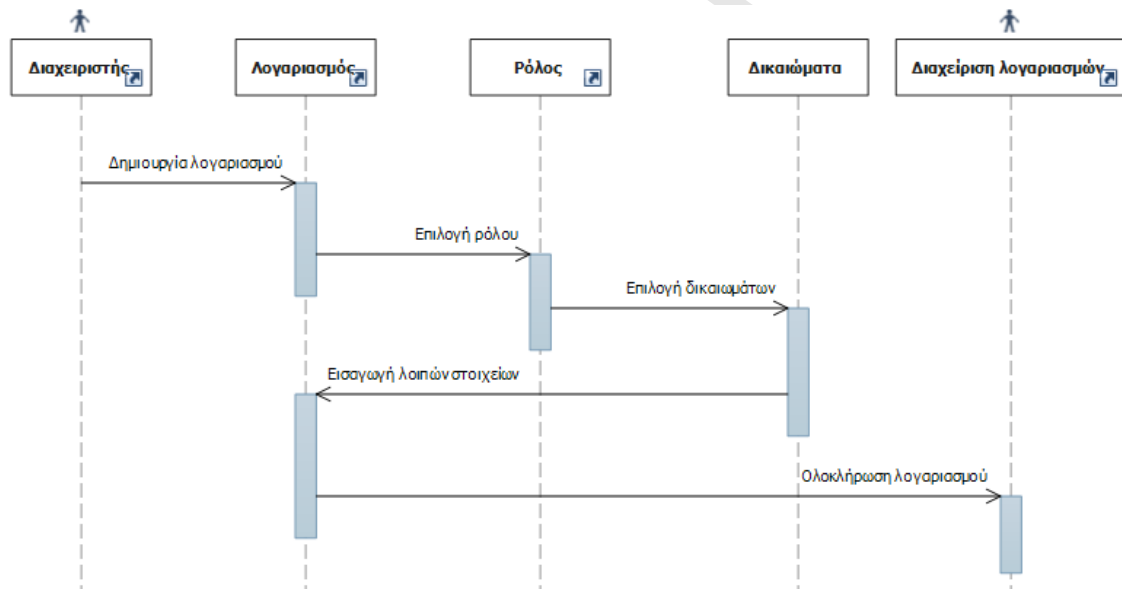 Διαχειριστής
Λογαριασμός
Ρόλος
Δικαιώματα
Διαχείριση λογαριασμών
Δημιουργία λογαριασμού
Επιλογή ρόλου
Επιλογή δικαιωμάτων
Εισαγωγή λοιπών στοιχείων
Ολοκλήρωση λογαριασμού